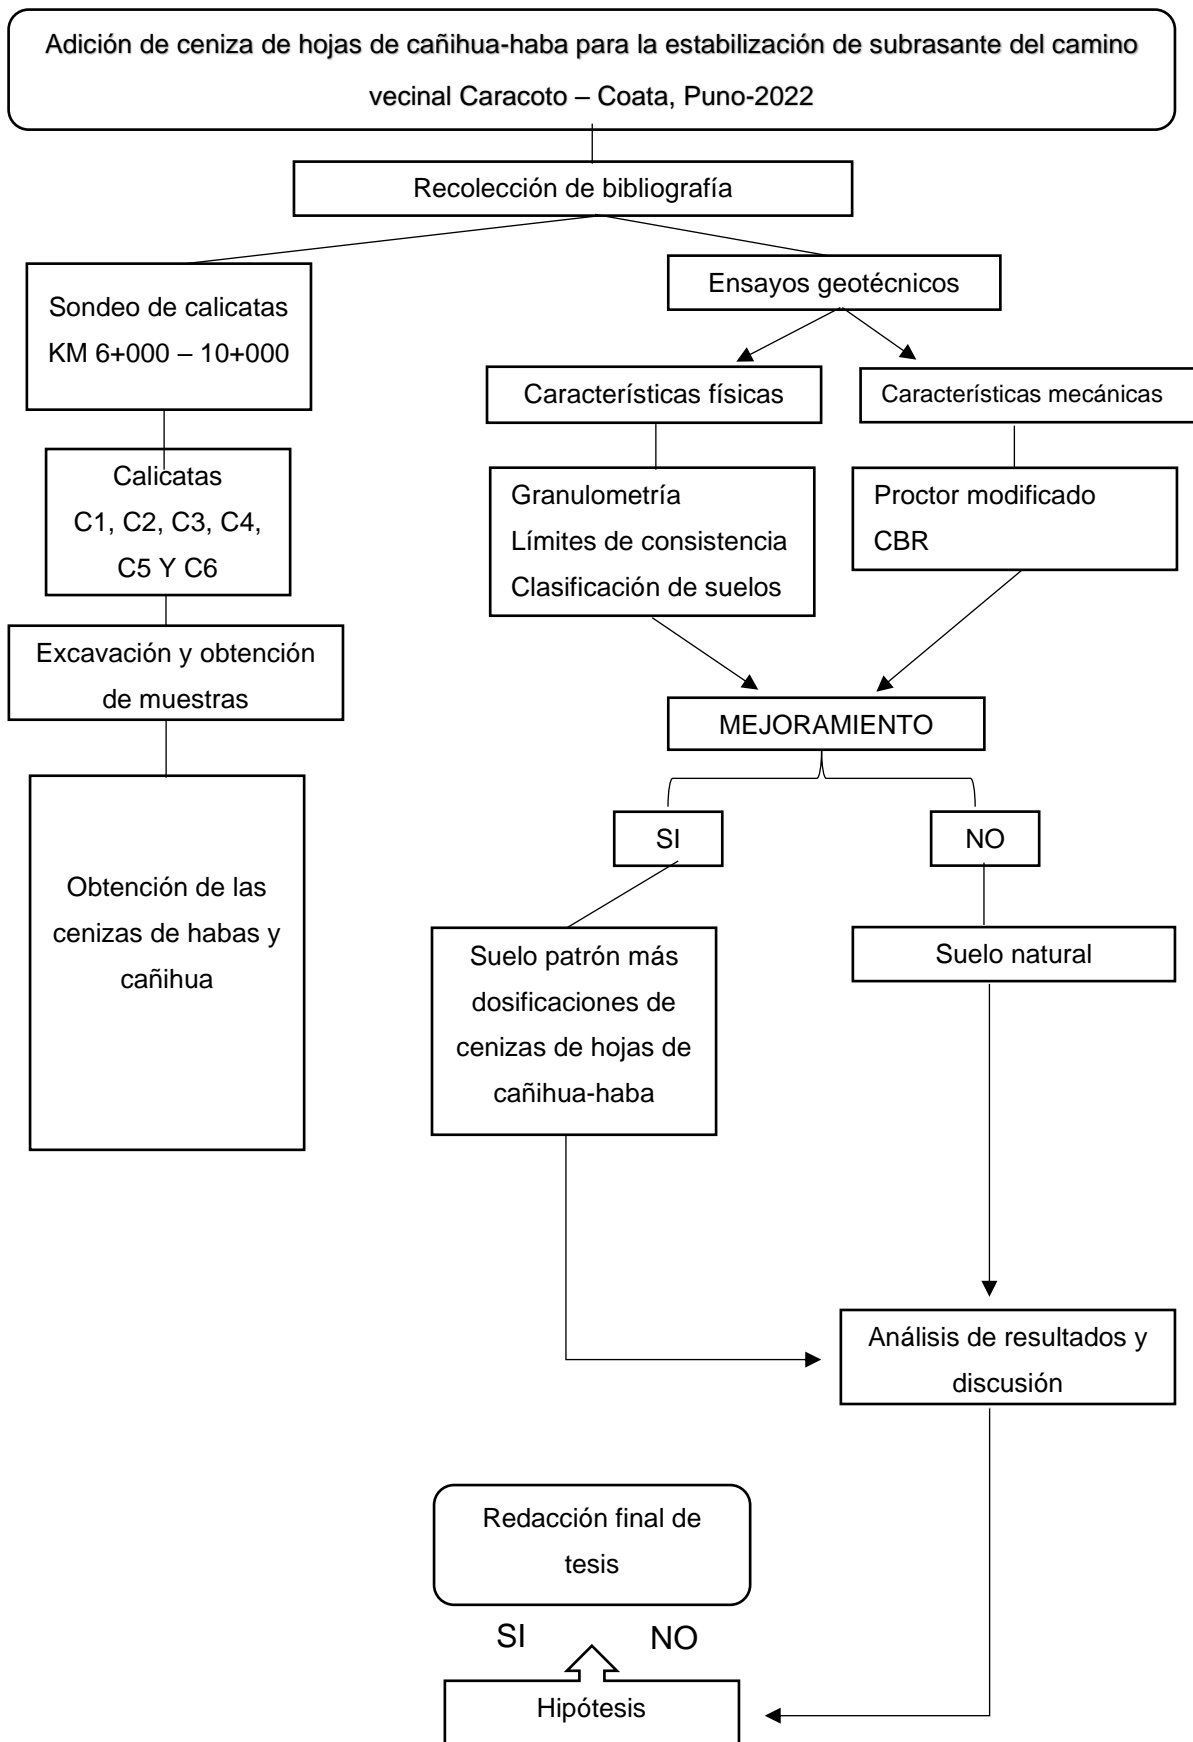 Adición de ceniza de hojas de cañihua-haba para la estabilización de subrasante del camino
vecinal Caracoto – Coata, Puno-2022
Recolección de bibliografía
Sondeo de calicatas
KM 6+000 – 10+000
Calicatas
C1, C2, C3, C4,
C5 Y C6
Excavación y obtención
de muestras
Obtención de las
cenizas de habas y
cañihua
Ensayos geotécnicos
Características físicas
Características mecánicas
Granulometría
Límites de consistencia
Clasificación de suelos
Proctor modificado
CBR
MEJORAMIENTO
SI
NO
Suelo patrón más
dosificaciones de
cenizas de hojas de
cañihua-haba
Suelo natural
Análisis de resultados y
discusión
Redacción final de
tesis
SI NO
Hipótesis